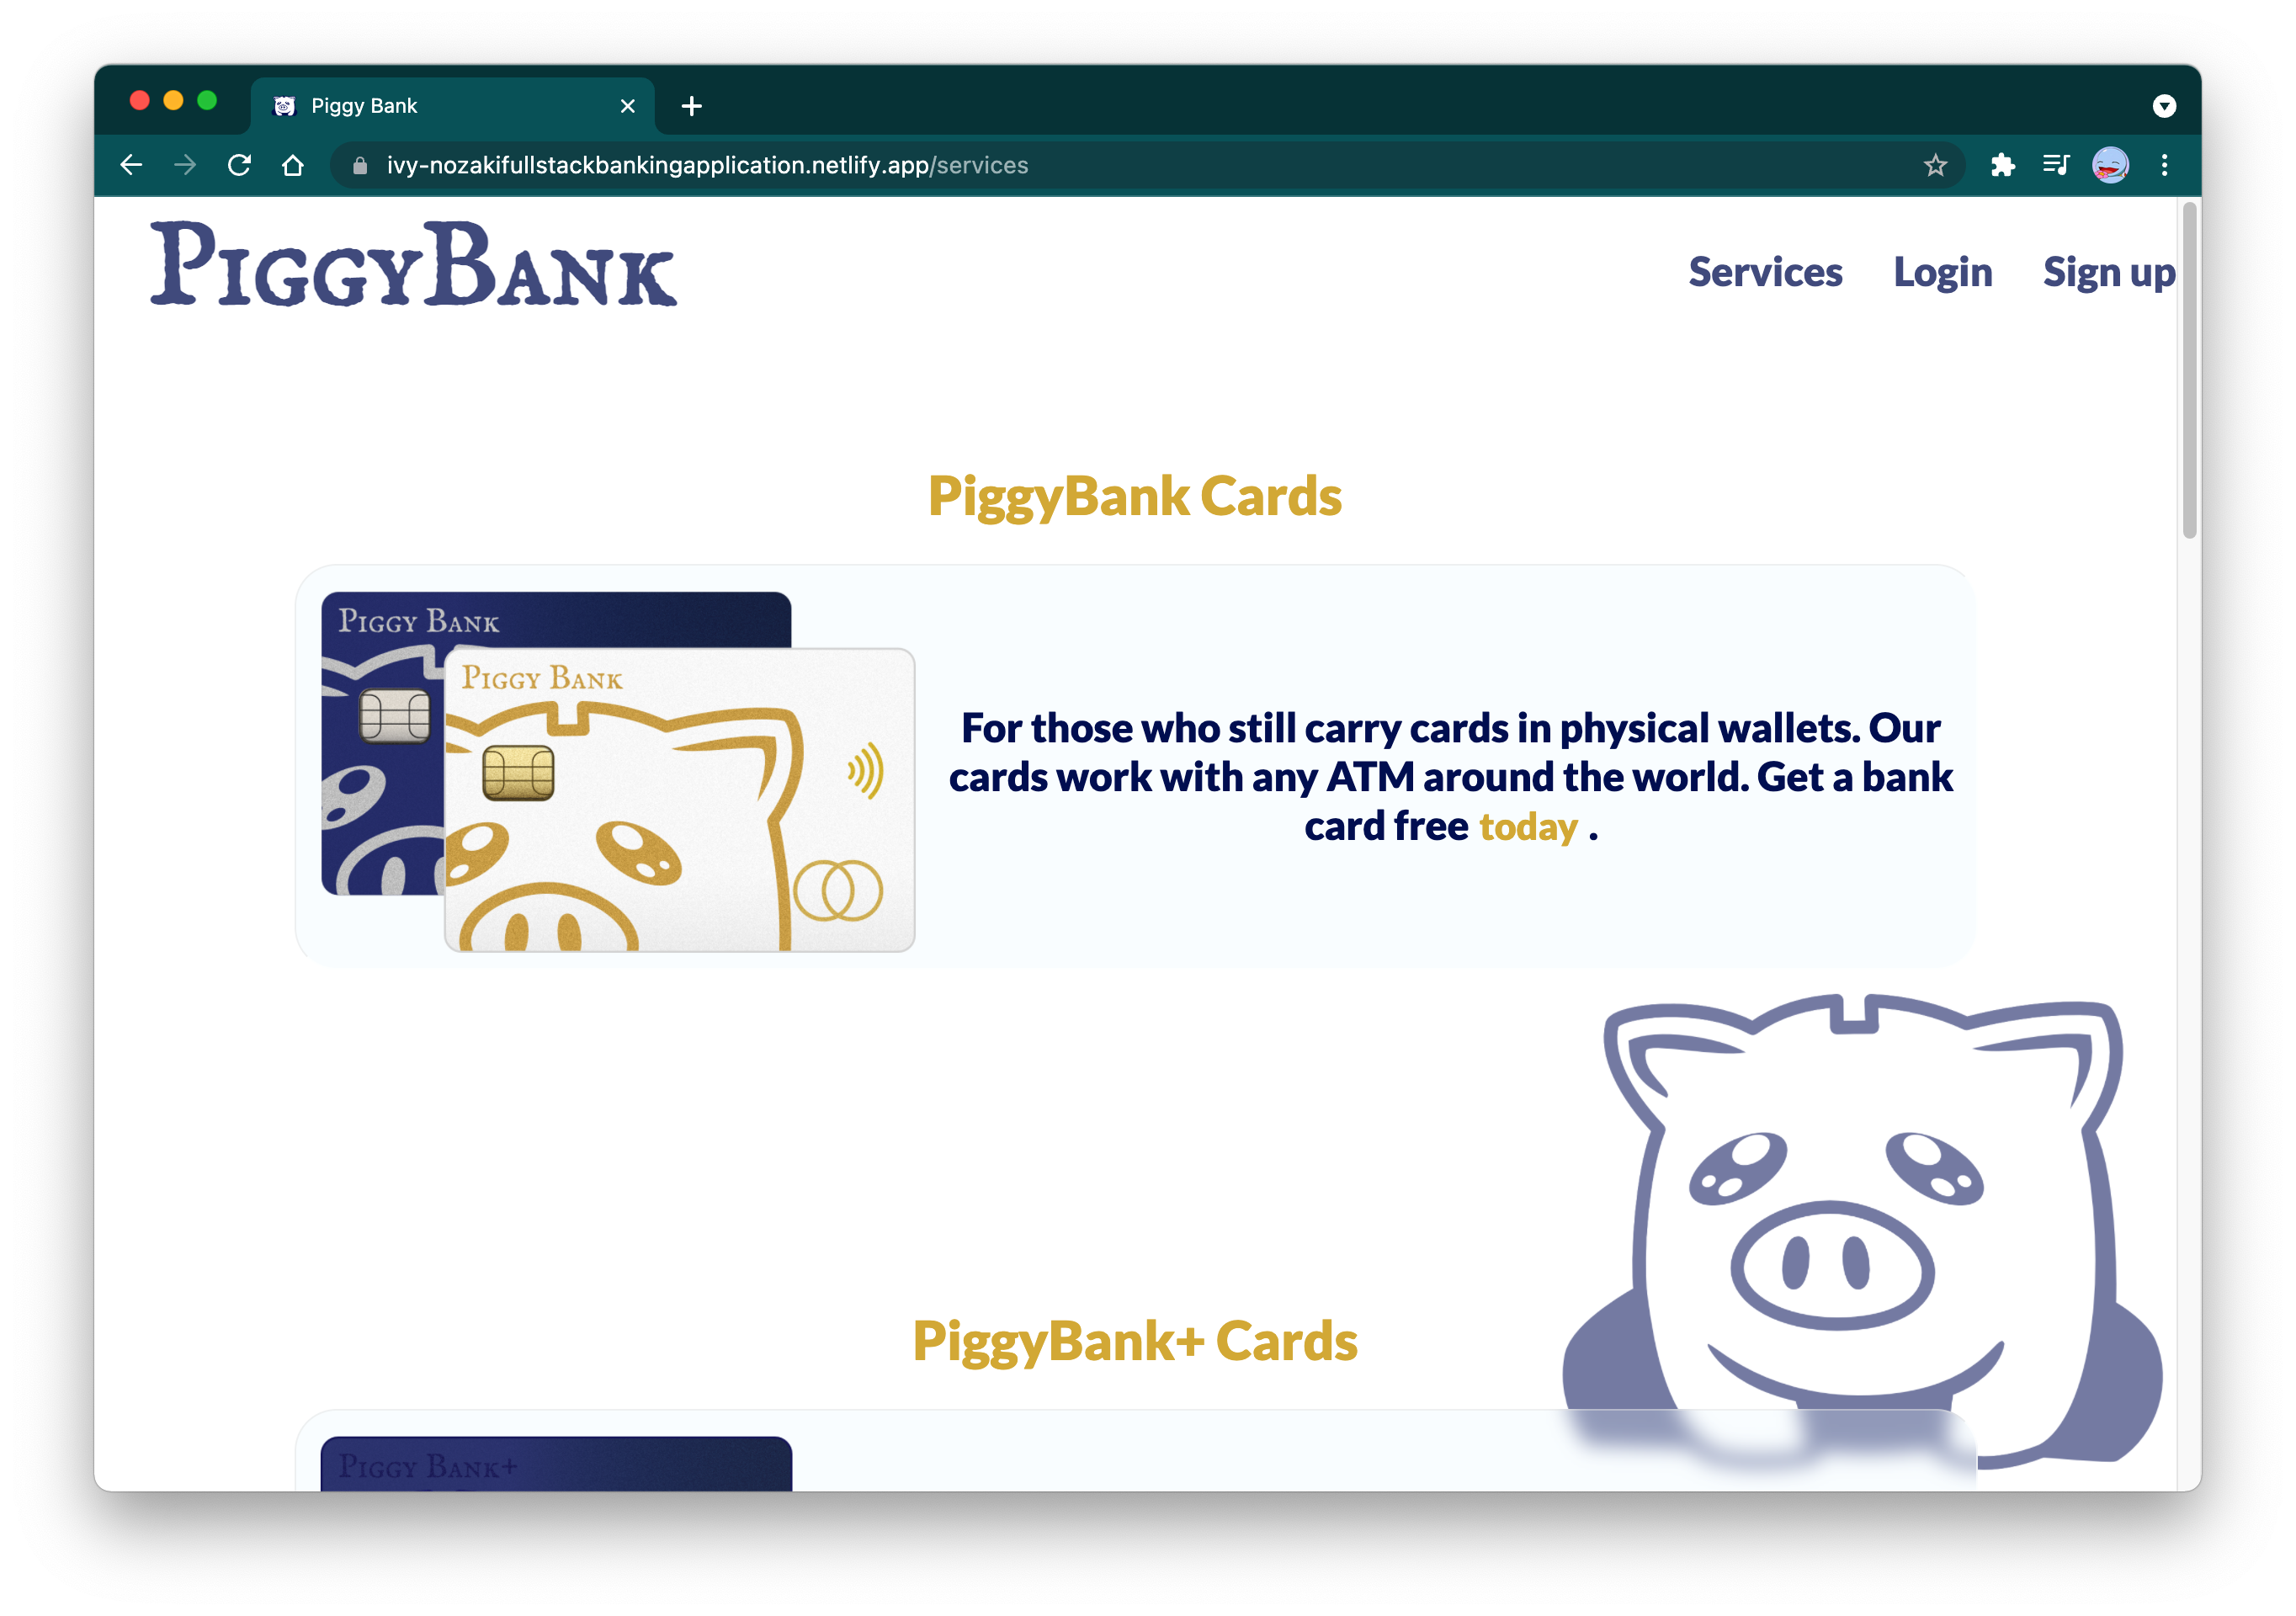 Piggy Bank
ivy-nozakifullstackbankingapplication.netlify.app/services
PiggyBank
Services Login Sign up
PiggyBank Cards
Piggy Bank
Piggy Bank
For those who still carry cards in physical wallets. Our
cards work with any ATM around the world. Get a bank
card free today .
PiggyBank+ Cards
Piggy Bank+